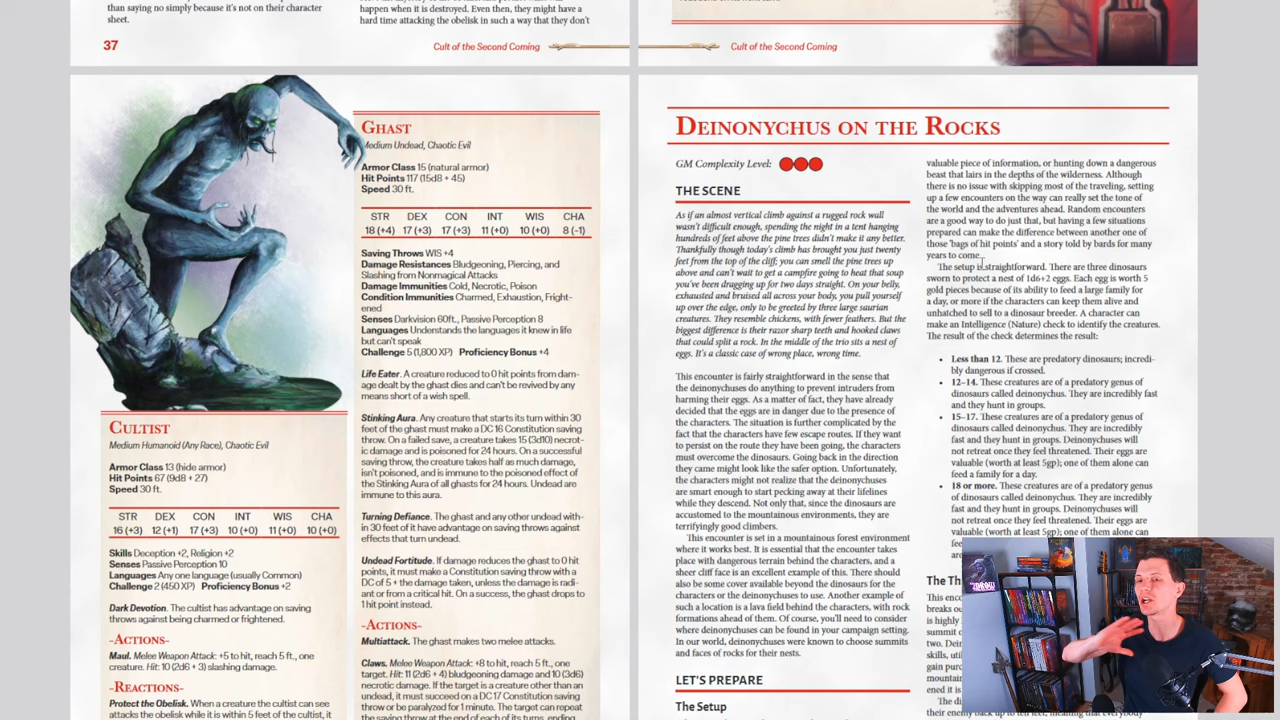 than saying no simply because it's not on their character
sheet.
happen when it is destroyed. Even then, they might have a
hard time attacking the obelisk in such a way that they don't
37
Cult of the Second Coming
Cult of the Second Coming
GHAST
Medium Undead, Chaotic Evil
Armor Class 15 (natural armor)
Hit Points 117 (15d8 + 45)
Speed 30 ft.
STR DEX CON INT WIS CHA
18 (+4) 17 (+3) 17 (+3) 11 (+0) 10 (+0) 8 (-1)
Saving Throws WIS +4
Damage Resistances Bludgeoning, Piercing, and
Slashing from Nonmagical Attacks
Damage Immunities Cold, Necrotic, Poison
Condition Immunities Charmed, Exhaustion, Fright-
ened
Senses Darkvision 60ft., Passive Perception 8
Languages Understands the languages it knew in life
but can't speak
Challenge 5 (1,800 XP) Proficiency Bonus +4
Life Eater. A creature reduced to 0 hit points from dam-
age dealt by the ghast dies and can't be revived by any
means short of a wish spell.
Stinking Aura. Any creature that starts its turn within 30
feet of the ghast must make a DC 16 Constitution saving
throw. On a failed save, a creature takes 15 (3d10) necrot-
ic damage and is poisoned for 24 hours. On a successful
saving throw, the creature takes half as much damage,
isn't poisoned, and is immune to the poisoned effect of
the Stinking Aura of all ghasts for 24 hours. Undead are
immune to this aura.
Turning Defiance. The ghast and any other undead with-
in 30 feet of it have advantage on saving throws against
effects that turn undead.
Undead Fortitude. If damage reduces the ghast to 0 hit
points, it must make a Constitution saving throw with a
DC of 5 + the damage taken, unless the damage is radi-
ant or from a critical hit. On a success, the ghast drops to
1 hit point instead.
-ACTIONS-
Multiattack. The ghast makes two melee attacks.
Claws. Melee Weapon Attack: +8 to hit, reach 5 ft., one
target. Hit: 11 (2d6 + 4) bludgeoning damage and 10 (3d6)
necrotic damage. If the target is a creature other than an
undead, it must succeed on a DC 17 Constitution saving
throw or be paralyzed for 1 minute. The target can repeat
the saving throw at the end of each of its turns, ending
CULTIST
Medium Humanoid (Any Race), Chaotic Evil
Armor Class 13 (hide armor)
Hit Points 67 (9d8 + 27)
Speed 30 ft.
STR DEX CON INT WIS CHA
16 (+3) 12 (+1) 17 (+3) 10 (+0) 11 (+0) 10 (+0)
Skills Deception +2, Religion +2
Senses Passive Perception 10
Languages Any one language (usually Common)
Challenge 2 (450 XP) Proficiency Bonus +2
Dark Devotion. The cultist has advantage on saving
throws against being charmed or frightened.
-ACTIONS-
Maul. Melee Weapon Attack: +5 to hit, reach 5 ft., one
creature. Hit: 10 (2d6 + 3) slashing damage.
-REACTIONS-
Protect the Obelisk. When a creature the cultist can see
attacks the obelisk while it is within 5 feet of the cultist, it
DEINONYCHUS ON THE ROCKS
GM Complexity Level:
THE SCENE
As if an almost vertical climb against a rugged rock wall
wasn't difficult enough, spending the night in a tent hanging
hundreds of feet above the pine trees didn't make it any better.
Thankfully though today's climb has brought you just twenty
feet from the top of the cliff; you can smell the pine trees up
above and can't wait to get a campfire going to heat that soup
you've been dragging up for two days straight. On your belly,
exhausted and bruised all across your body, you pull yourself
up over the edge, only to be greeted by three large saurian
creatures. They resemble chickens, with fewer feathers. But the
biggest difference is their razor sharp teeth and hooked claws
that could split a rock. In the middle of the trio sits a nest of
eggs. It's a classic case of wrong place, wrong time.
This encounter is fairly straightforward in the sense that
the deinonychuses do anything to prevent intruders from
harming their eggs. As a matter of fact, they have already
decided that the eggs are in danger due to the presence of
the characters. The situation is further complicated by the
fact that the characters have few escape routes. If they want
to persist on the route they have been going, the characters
must overcome the dinosaurs. Going back in the direction
they came might look like the safer option. Unfortunately,
the characters might not realize that the deinonychuses
are smart enough to start pecking away at their lifelines
while they descend. Not only that, since the dinosaurs are
accustomed to the mountainous environments, they are
terrifyingly good climbers.
This encounter is set in a mountainous forest environment
where it works best. It is essential that the encounter takes
place with dangerous terrain behind the characters, and a
sheer cliff face is an excellent example of this. There should
also be some cover available beyond the dinosaurs for the
characters or the deinonychuses to use. Another example of
such a location is a lava field behind the characters, with rock
formations ahead of them. Of course, you'll need to consider
where deinonychuses can be found in your campaign setting.
In our world, deinonychuses were known to choose summits
and faces of rocks for their nests.
LET'S PREPARE
The Setup
valuable piece of information, or hunting down a dangerous
beast that lairs in the depths of the wilderness. Although
there is no issue with skipping most of the traveling, setting
up a few encounters on the way can really set the tone of
the world and the adventures ahead. Random encounters
are a good way to do just that, but having a few situations
prepared can make the difference between another one of
those 'bags of hit points' and a story told by bards for many
years to come.
The setup is straightforward. There are three dinosaurs
sworn to protect a nest of 1d6+2 eggs. Each egg is worth 5
gold pieces because of its ability to feed a large family for
a day, or more if the characters can keep them alive and
unhatched to sell to a dinosaur breeder. A character can
make an Intelligence (Nature) check to identify the creatures.
The result of the check determines the result:
• Less than 12. These are predatory dinosaurs; incredi-
bly dangerous if crossed.
• 12–14. These creatures are of a predatory genus of
dinosaurs called deinonychus. They are incredibly fast
and they hunt in groups.
• 15–17. These creatures are of a predatory genus of
dinosaurs called deinonychus. They are incredibly
fast and they hunt in groups. Deinonychuses will
not retreat once they feel threatened. Their eggs are
valuable (worth at least 5gp); one of them alone can
feed a family for a day.
• 18 or more. These creatures are of a predatory genus
of dinosaurs called deinonychus. They are incredibly
fast and they hunt in groups. Deinonychuses will
not retreat once they feel threatened. Their eggs are
valuable (worth at least 5gp); one of them alone can
The Th
This enc
breaks ou
is highly
summit o
two. Dein
skills, uti
gain purc
mountain
ened it is
The di
their enemy back up to ten feet, meaning that everybody